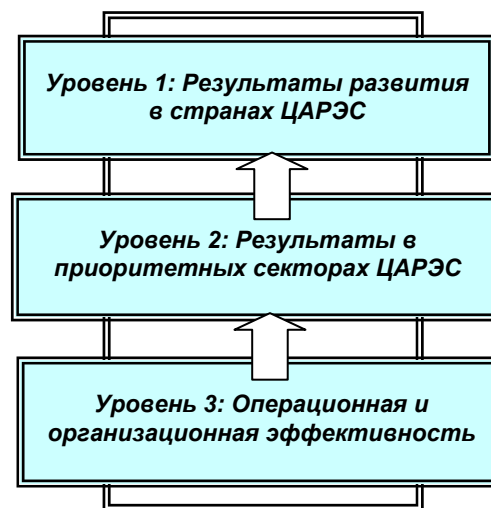 Уровень 1: Результаты развития
в странах ЦАРЭС
Уровень 2: Результаты в
приоритетных секторах ЦАРЭС
Уровень 3: Операционная и
организационная эффективность